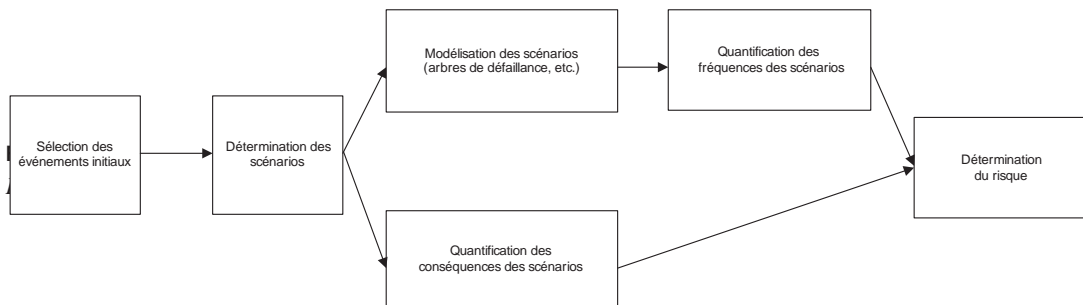 Sélection des
événements initiaux
Détermination des
scénarios
Modélisation des scénarios
(arbres de défaillance, etc.)
Quantification des
fréquences des scénarios
Quantification des
conséquences des scénarios
Détermination
du risque